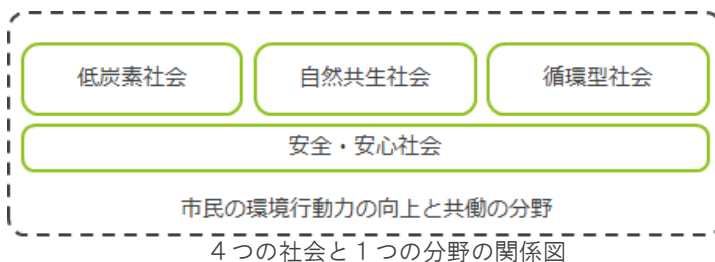 低炭素社会 自然共生社会 循環型社会
安全・安心社会
市民の環境行動力の向上と共働の分野
４つの社会と１つの分野の関係図